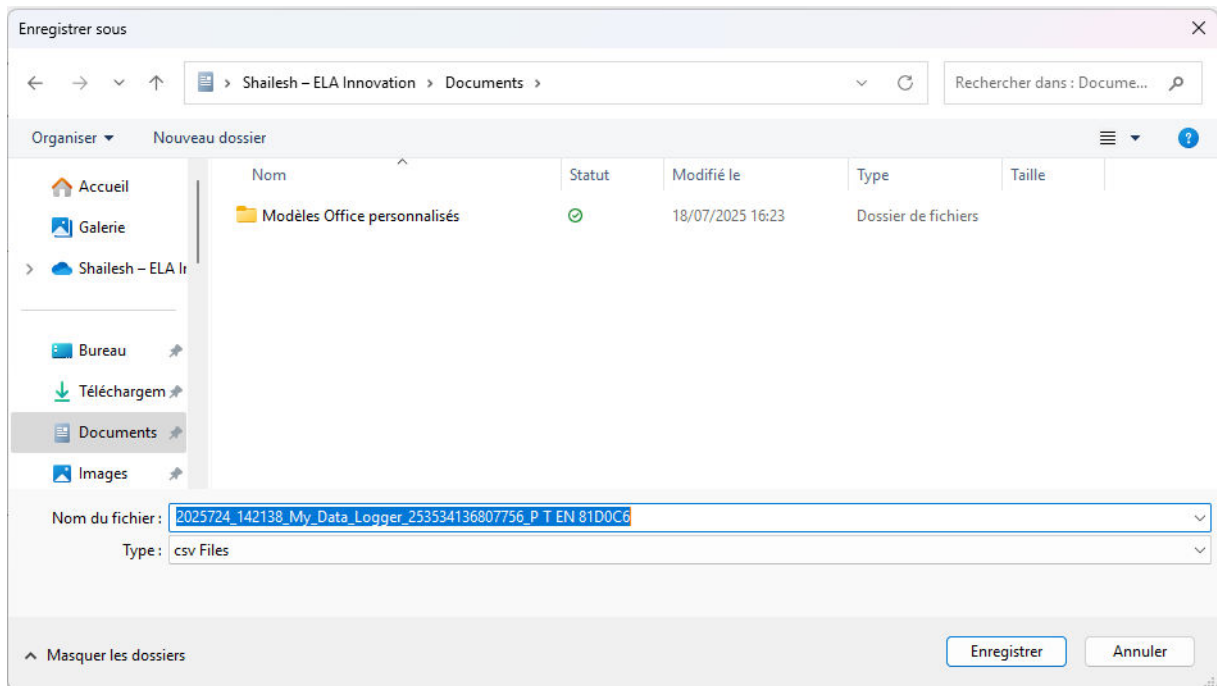 Enregistrer sous
Shailesh – ELA Innovation > Documents >
Rechercher dans : Docume...
Organiser
Nouveau dossier
Nom
Statut
Modifié le
Type
Taille
Accueil
Modèles Office personnalisés
18/07/2025 16:23
Dossier de fichiers
Galerie
Shailesh – ELA Ir
Bureau
Téléchargem
Documents
Images
Nom du fichier : 2025724_142138_My_Data_Logger_253534136807756_P T EN 81D0C6
Type : csv Files
Masquer les dossiers
Enregistrer
Annuler